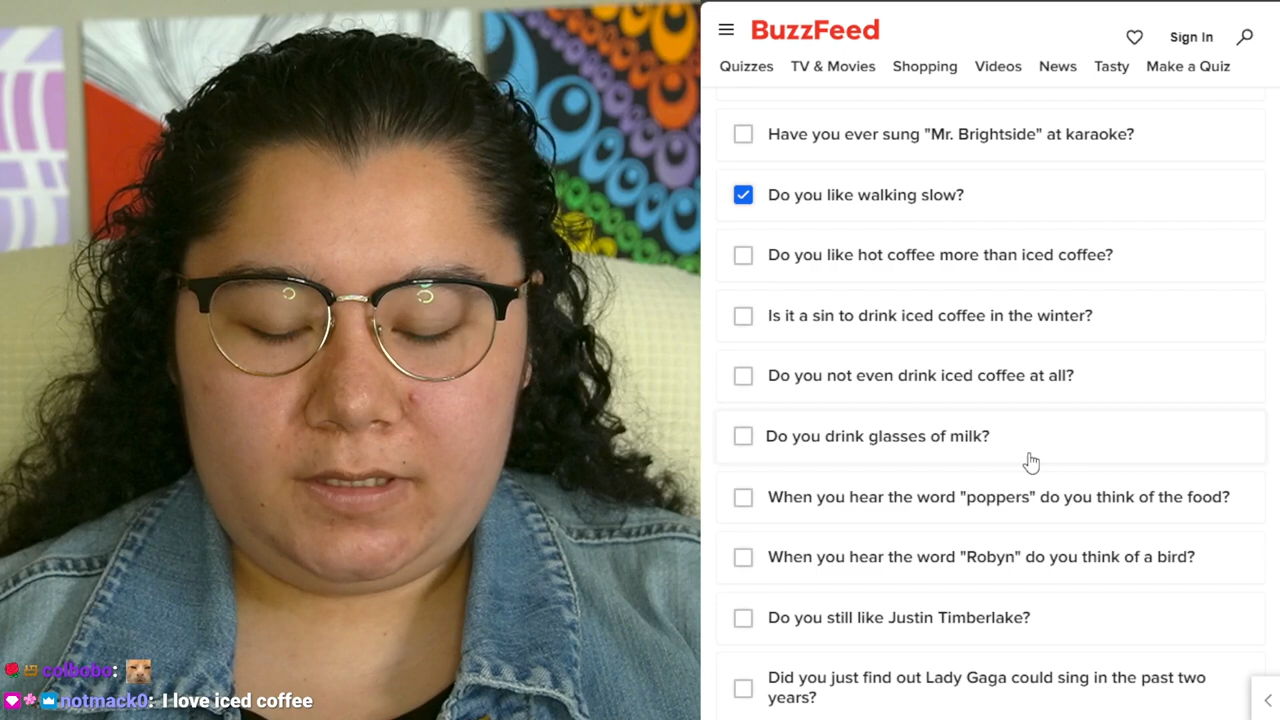 BuzzFeed
Sign In
Quizzes TV & Movies Shopping Videos News Tasty Make a Quiz
Have you ever sung "Mr. Brightside" at karaoke?
Do you like walking slow?
Do you like hot coffee more than iced coffee?
Is it a sin to drink iced coffee in the winter?
Do you not even drink iced coffee at all?
Do you drink glasses of milk?
When you hear the word "poppers" do you think of the food?
When you hear the word "Robyn" do you think of a bird?
Do you still like Justin Timberlake?
Did you just find out Lady Gaga could sing in the past two
years?
notmack0: I love iced coffee